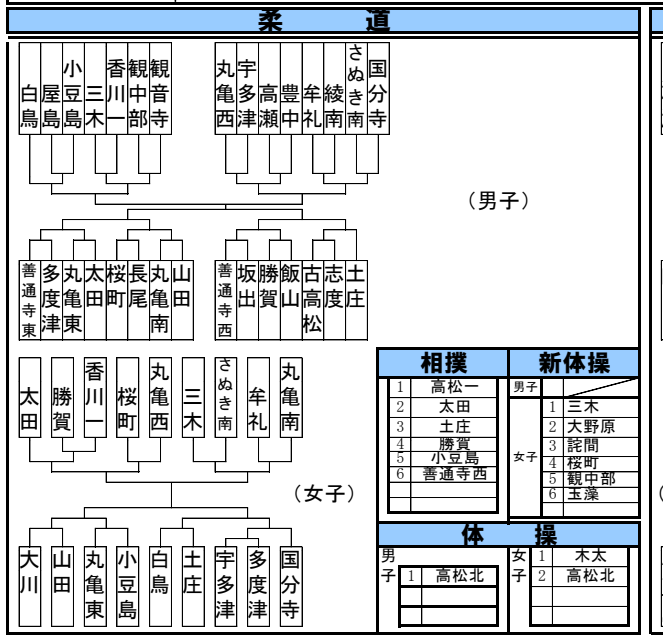 柔 道
白鳥 屋島 小豆島 三木 香川一 観中部 観音寺 丸亀西 宇多津 高瀬 豊中 牟礼 綾南 さぬき南 国分寺
（男子）
善通寺東 多度津 丸亀東 太田 桜町 長尾 丸亀南 山田 善通寺西 坂出 勝賀 飯山 古高松 志度 土庄
太田 勝賀 香川一 桜町 丸亀西 三木 さぬき南 牟礼 丸亀南
（女子）
大川 山田 丸亀東 小豆島 白鳥 土庄 宇多津 多度津 国分寺
相撲
1 高松一
2 太田
3 土庄
4 勝賀
5 小豆島
6 善通寺西
新体操
男子
女子
1 三木
2 大野原
3 詫間
4 桜町
5 観中部
6 玉藻
体 操
男子
1 高松北
女子
1 木太
2 高松北